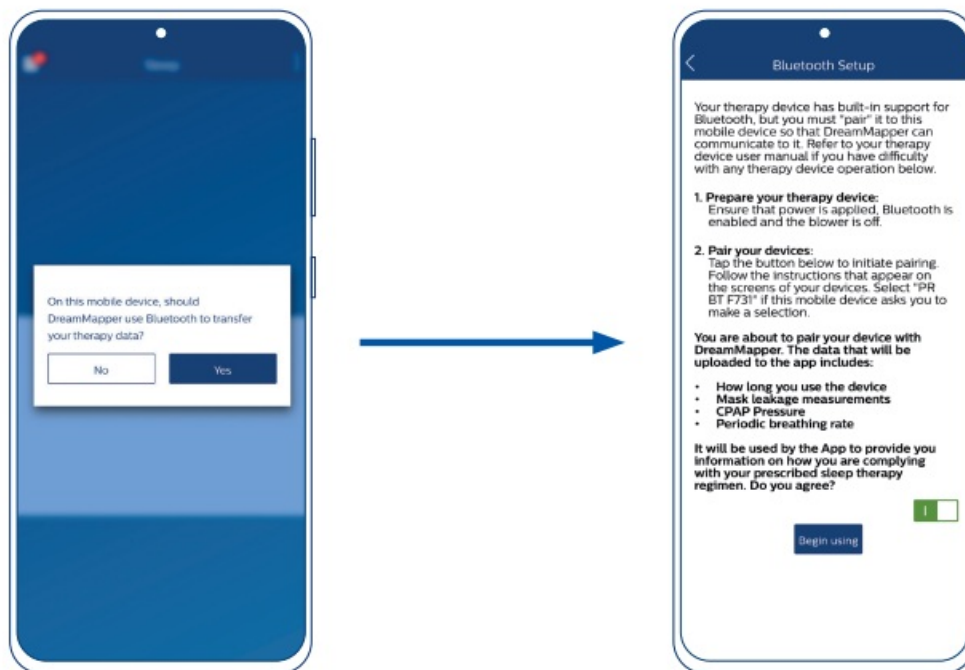 On this mobile device, should
DreamMapper use Bluetooth to transfer
your therapy data?
No
Yes
Bluetooth Setup
Your therapy device has built-in support for
Bluetooth, but you must "pair" it to this
mobile device so that DreamMapper can
communicate to it. Refer to your therapy
device user manual if you have difficulty
with any therapy device operation below.
1. Prepare your therapy device:
Ensure that power is applied, Bluetooth is
enabled and the blower is off.
2. Pair your devices:
Tap the button below to initiate pairing.
Follow the instructions that appear on
the screens of your devices. Select "PR
BT F731" if this mobile device asks you to
make a selection.
You are about to pair your device with
DreamMapper. The data that will be
uploaded to the app includes:
• How long you use the device
• Mask leakage measurements
• CPAP Pressure
• Periodic breathing rate
It will be used by the App to provide you
information on how you are complying
with your prescribed sleep therapy
regimen. Do you agree?
Begin using